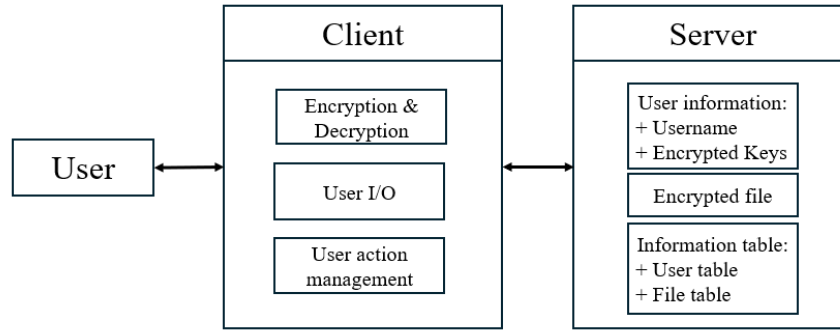 User
Client
Encryption &
Decryption
User I/O
User action
management
Server
User information:
+ Username
+ Encrypted Keys
Encrypted file
Information table:
+ User table
+ File table